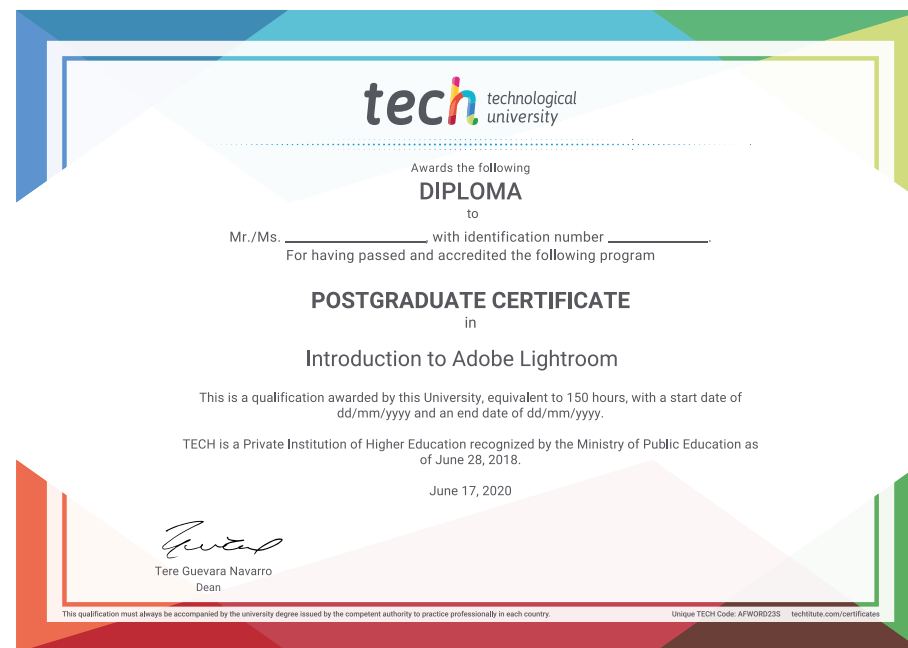 tech technological
university
Awards the following
DIPLOMA
to
Mr./Ms. ____________, with identification number ____________.
For having passed and accredited the following program
POSTGRADUATE CERTIFICATE
in
Introduction to Adobe Lightroom
This is a qualification awarded by this University, equivalent to 150 hours, with a start date of
dd/mm/yyyy and an end date of dd/mm/yyyy.
TECH is a Private Institution of Higher Education recognized by the Ministry of Public Education as
of June 28, 2018.
June 17, 2020
Tere Guevara Navarro
Dean
This qualification must always be accompanied by the university degree issued by the competent authority to practice professionally in each country. Unique TECH Code: AFWORD23S techtitute.com/certificates